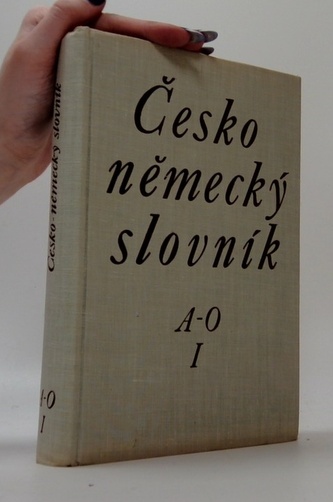 Česko
německý
slovník
A-O
I
Česko-německý slovník
A-O
I